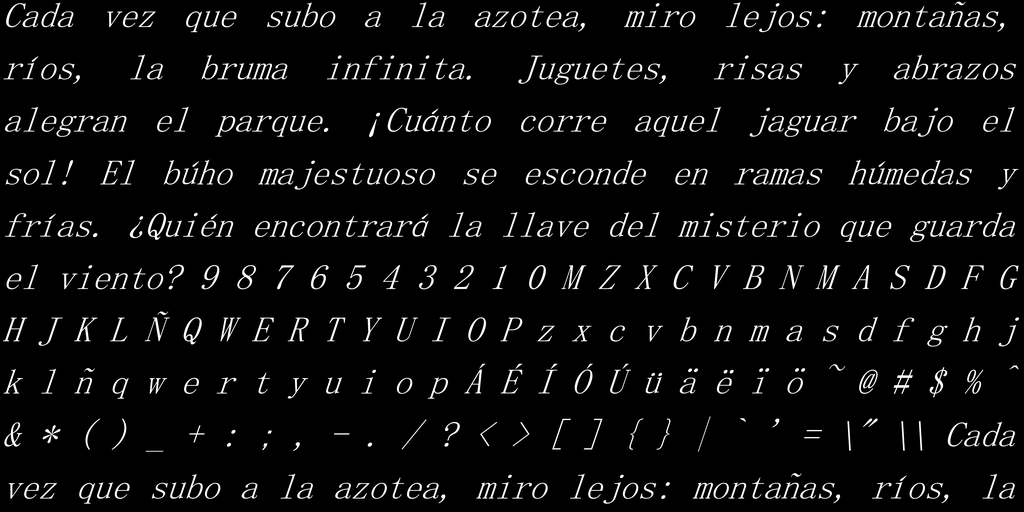 Cada vez que subo a la azotea, miro lejos: montañas,
ríos, la bruma infinita. Juguetes, risas y abrazos
alegran el parque. ¡Cuánto corre aquel jaguar bajo el
sol! El búho majestuoso se esconde en ramas húmedas y
frías. ¿Quién encontrará la llave del misterio que guarda
el viento? 9 8 7 6 5 4 3 2 1 0 M Z X C V B N M A S D F G
H J K L Ñ Q W E R T Y U I O P z x c v b n m a s d f g h j
k l ñ q w e r t y u i o p Á É Í Ó Ú ü ä ë ï ö ~ @ # $ % ^
& * ( ) _ + : ; , - . / ? < > [ ] { } | ` ' = \" \\ Cada
vez que subo a la azotea, miro lejos: montañas, ríos, la